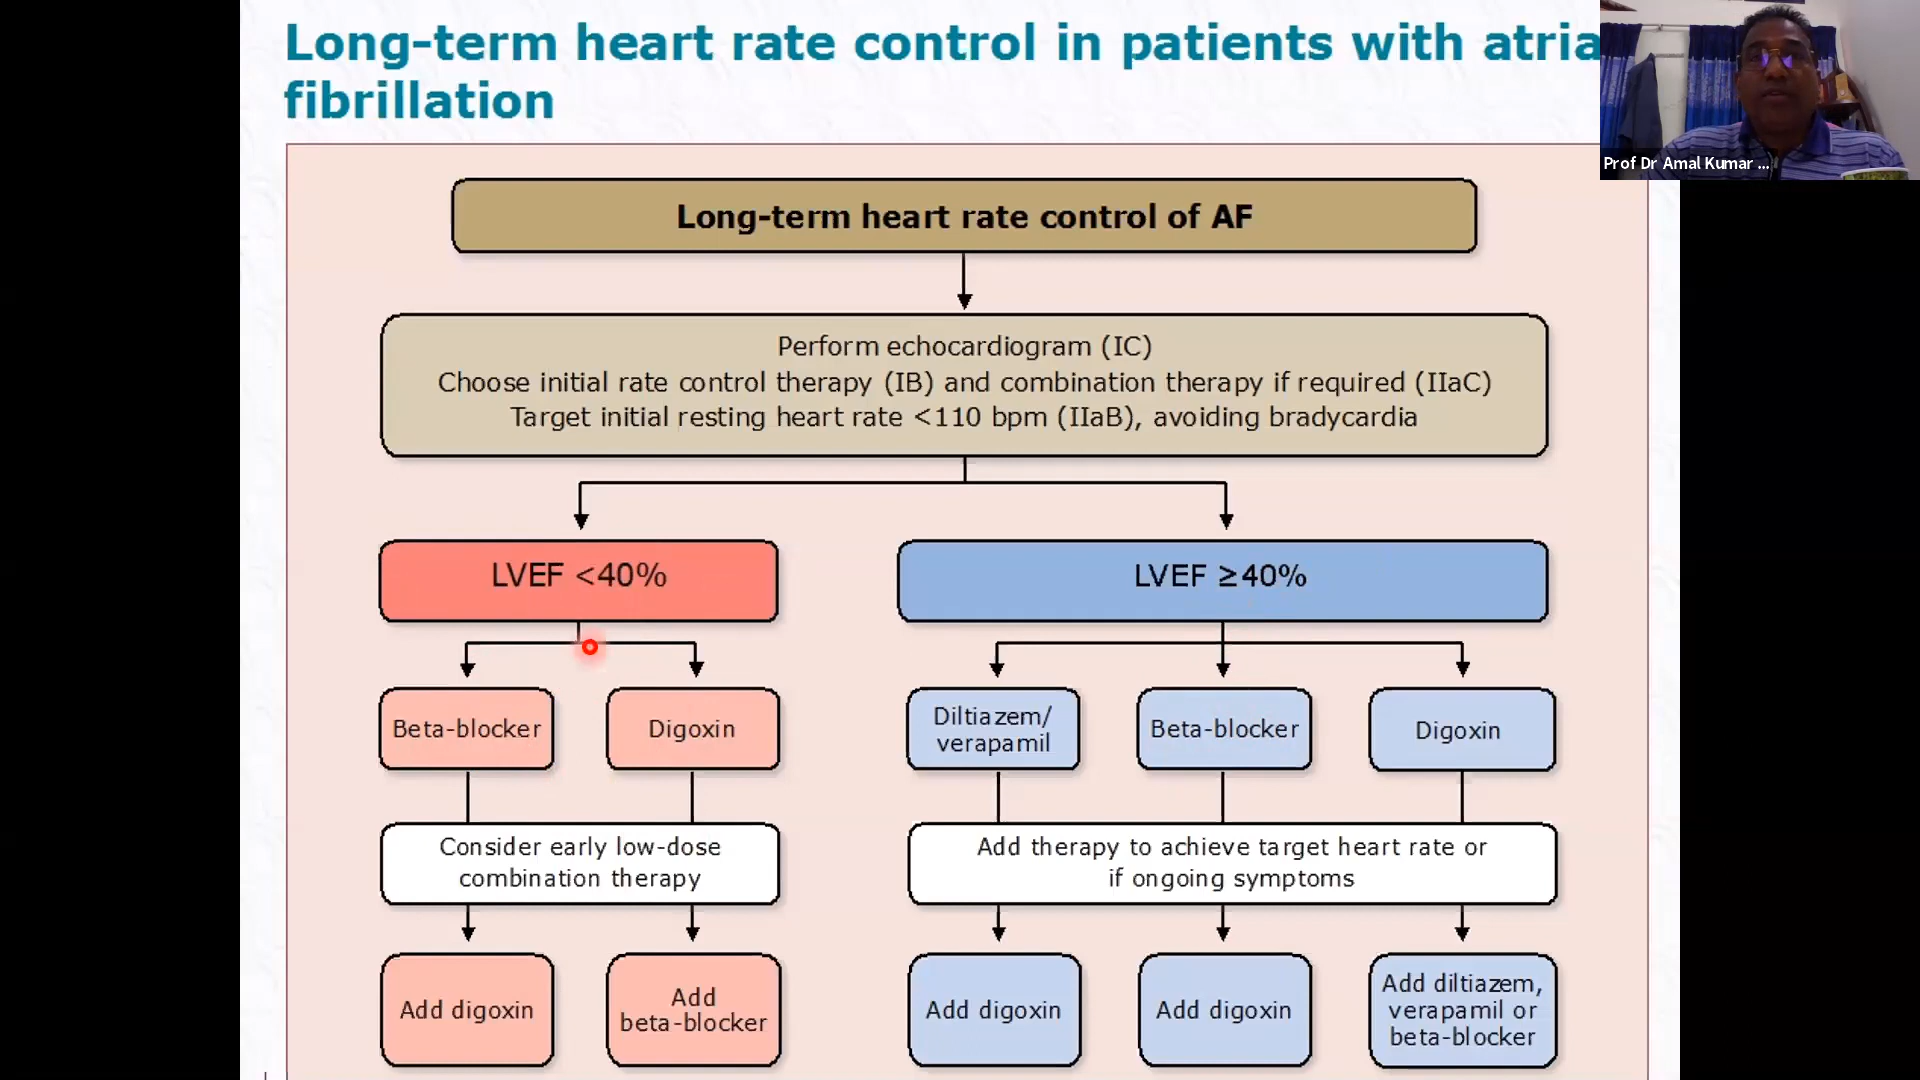 Long-term heart rate control in patients with atria
fibrillation
Prof Dr Amal Kumar ...
Long-term heart rate control of AF
Perform echocardiogram (IC)
Choose initial rate control therapy (IB) and combination therapy if required (IIaC)
Target initial resting heart rate <110 bpm (IIaB), avoiding bradycardia
LVEF <40%
LVEF ≥40%
Beta-blocker
Digoxin
Diltiazem/
verapamil
Beta-blocker
Digoxin
Consider early low-dose
combination therapy
Add therapy to achieve target heart rate or
if ongoing symptoms
Add digoxin
Add
beta-blocker
Add digoxin
Add digoxin
Add diltiazem,
verapamil or
beta-blocker